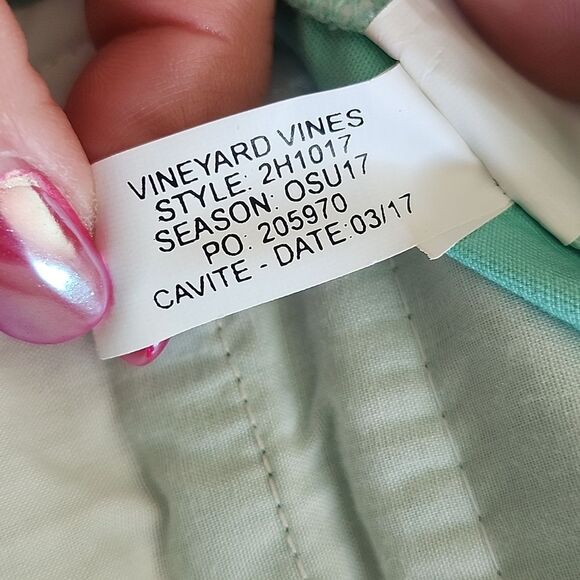 VINEYARD VINES
STYLE: 2H1017
SEASON: OSU17
PO: 205970
CAVITE - DATE:03/17